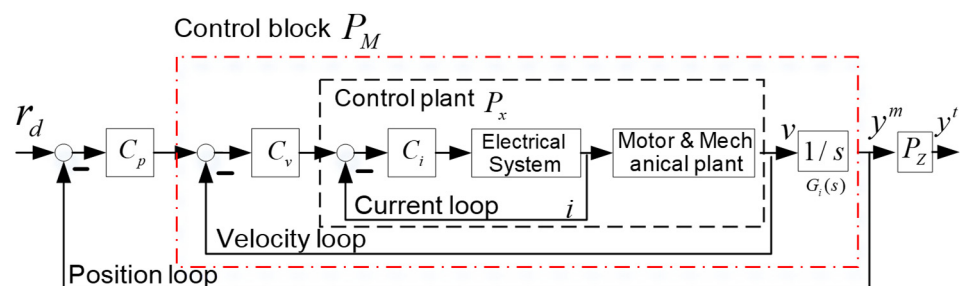 Control block P_M
Control plant P_x
r_d
C_p
C_v
C_i
Electrical
System
Motor & Mech
anical plant
v
1/s
G_i(s)
y^m
P_Z
y^t
Current loop
i
Velocity loop
Position loop